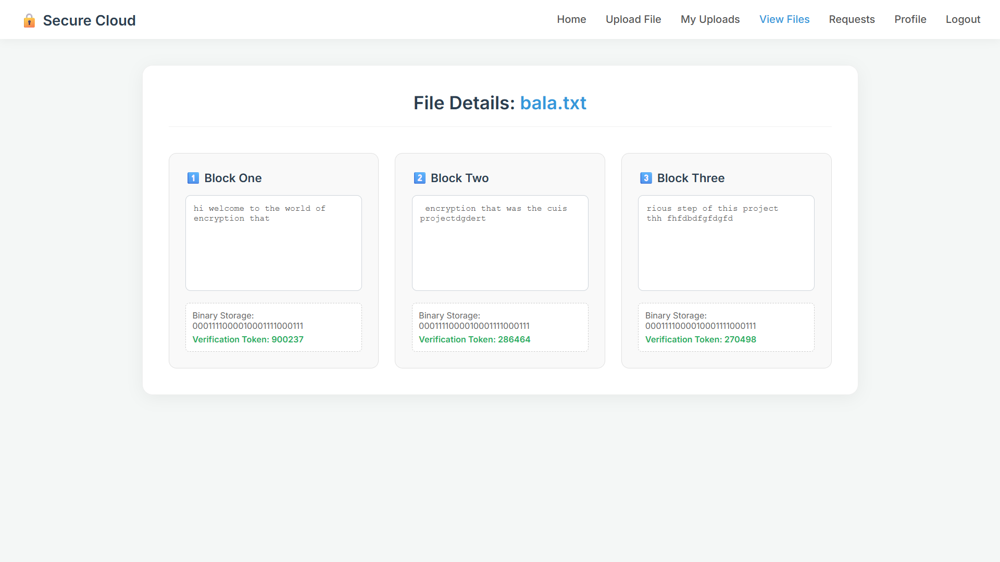 Secure Cloud
Home Upload File My Uploads View Files Requests Profile Logout
File Details: bala.txt
1 Block One
hi welcome to the world of
encryption that
Binary Storage:
0001111000010001111000111
Verification Token: 900237
2 Block Two
encryption that was the cuis
projectdgdert
Binary Storage:
0001111000010001111000111
Verification Token: 286464
3 Block Three
rious step of this project
thh fhfdbdfgfdgfd
Binary Storage:
0001111000010001111000111
Verification Token: 270498